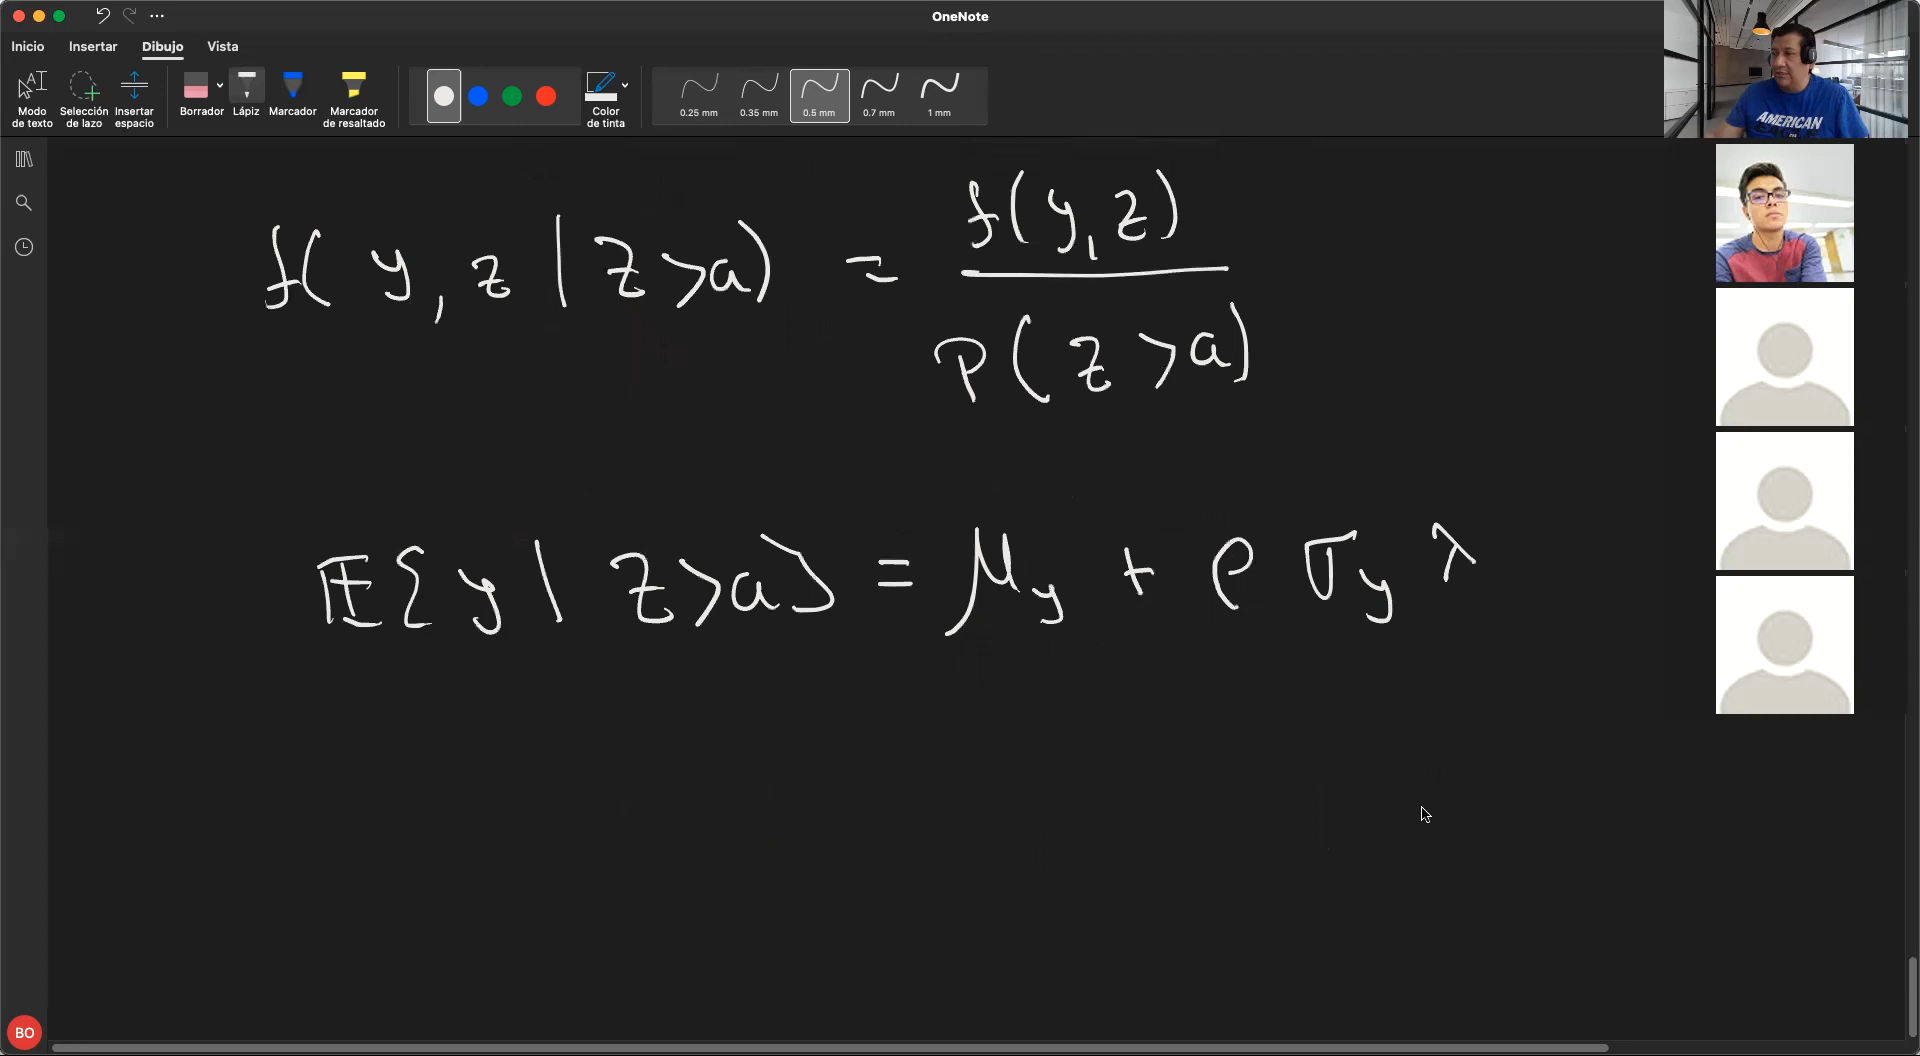 OneNote
Inicio Insertar Dibujo Vista
Modo de texto Selección de lazo Insertar espacio Borrador Lápiz Marcador Marcador de resaltado Color de tinta 0.25 mm 0.35 mm 0.5 mm 0.7 mm 1 mm
AMERICAN
f( y, z | z>a) = f(y,z) / P(z>a)
E{ y | z>a} = μy + ρ σy λ
BO